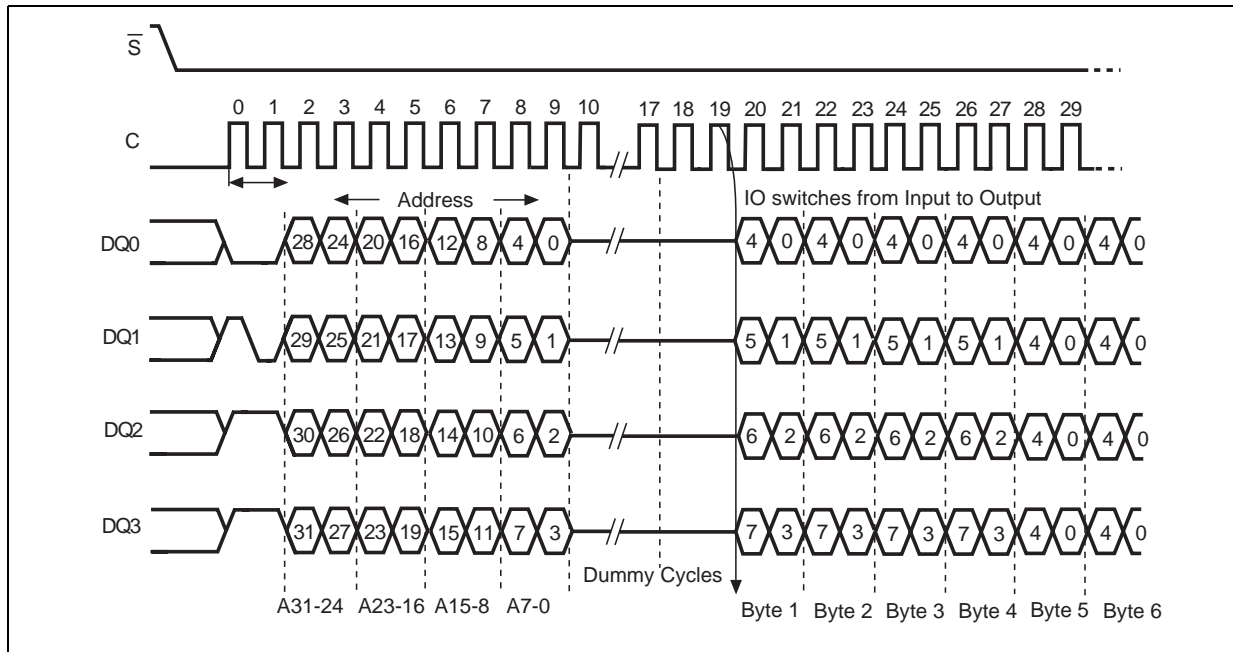 S
0 1 2 3 4 5 6 7 8 9 10 17 18 19 20 21 22 23 24 25 26 27 28 29
C
Address
IO switches from Input to Output
DQ0 28 24 20 16 12 8 4 0 4 0 4 0 4 0 4 0 4 0 4 0
DQ1 29 25 21 17 13 9 5 1 5 1 5 1 5 1 5 1 4 0 4 0
DQ2 30 26 22 18 14 10 6 2 6 2 6 2 6 2 6 2 4 0 4 0
DQ3 31 27 23 19 15 11 7 3 7 3 7 3 7 3 7 3 4 0 4 0
Dummy Cycles
A31-24 A23-16 A15-8 A7-0 Byte 1 Byte 2 Byte 3 Byte 4 Byte 5 Byte 6